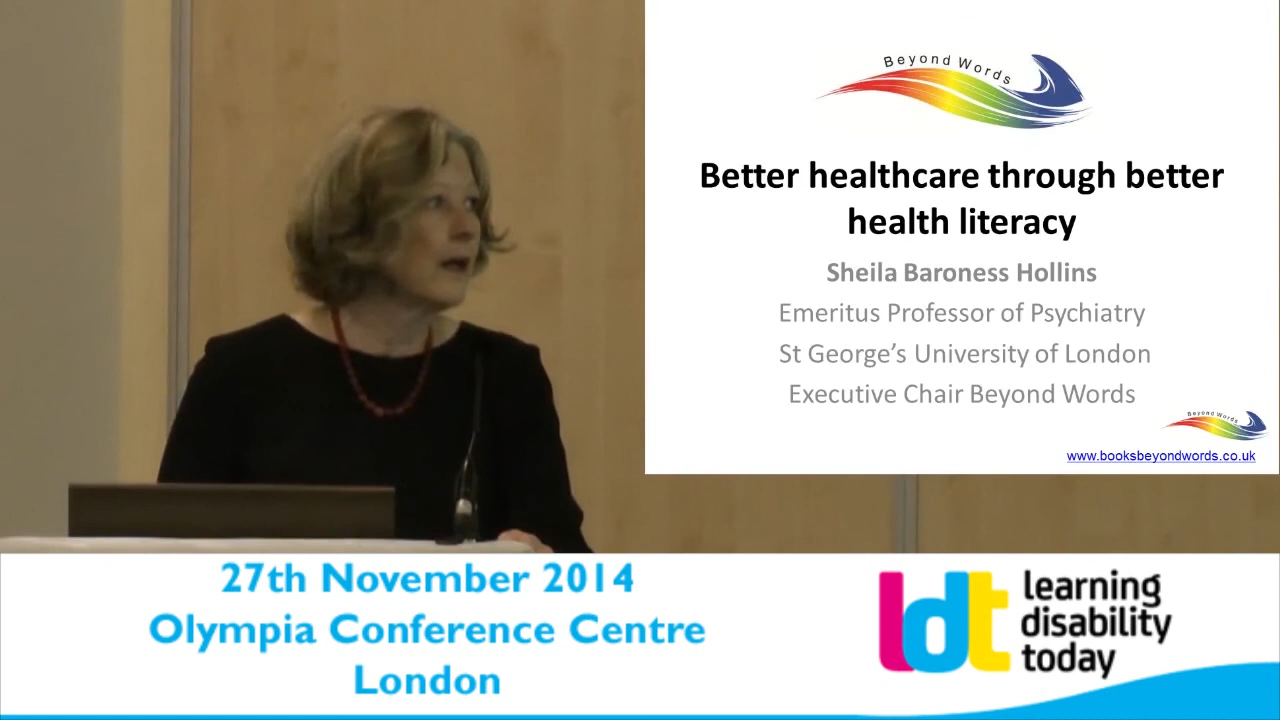 Beyond Words
Better healthcare through better
health literacy
Sheila Baroness Hollins
Emeritus Professor of Psychiatry
St George's University of London
Executive Chair Beyond Words
Beyond Words
www.booksbeyondwords.co.uk
27th November 2014
Olympia Conference Centre
London
ldt
learning
disability
today